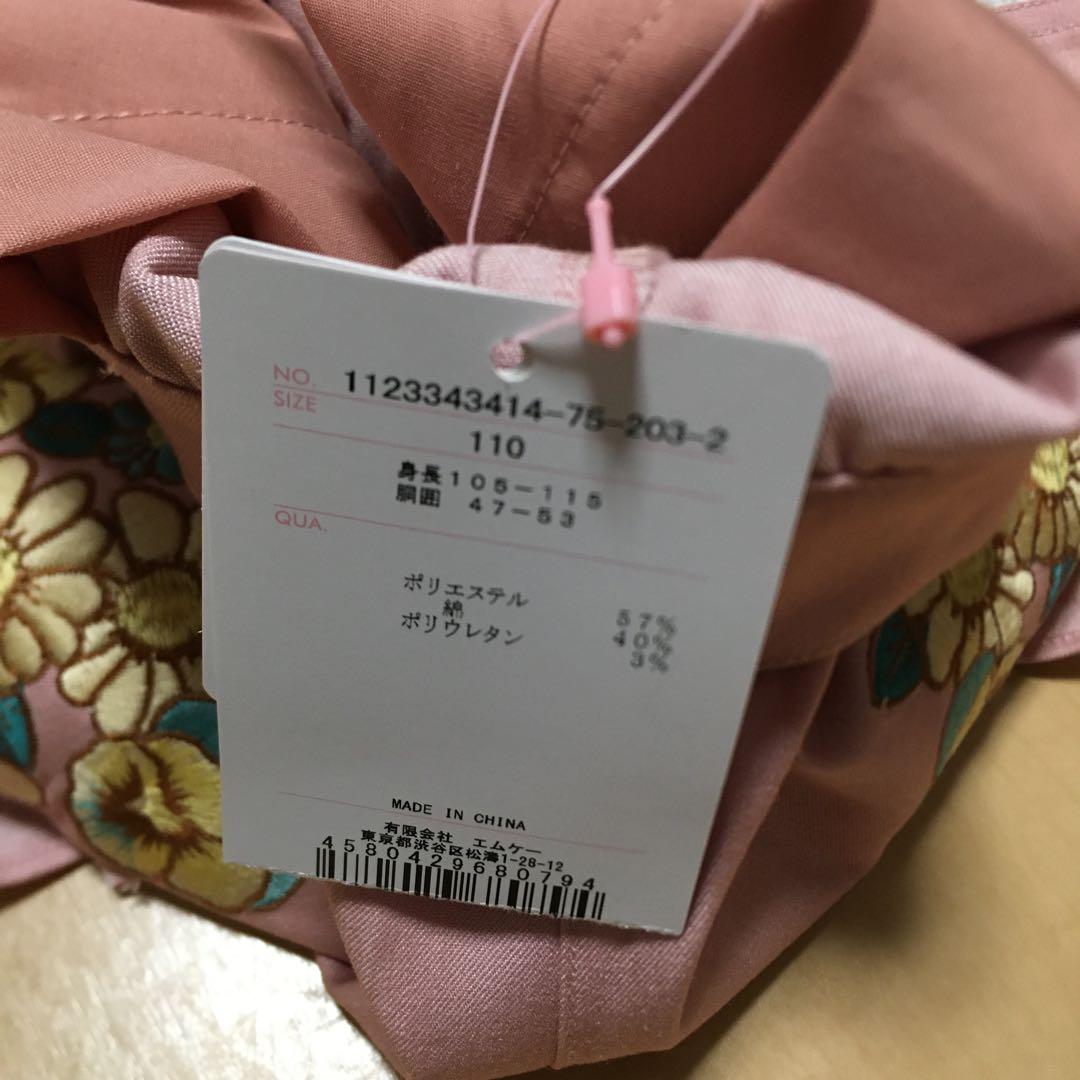 NO. 1123343414-75-203-2
SIZE
110
身長105-115
胴囲 47-53
QUA.
ポリエステル 57%
綿 40%
ポリウレタン 3%
MADE IN CHINA
有限会社 エムケー
東京都渋谷区松濤1-28-12
4580429680794